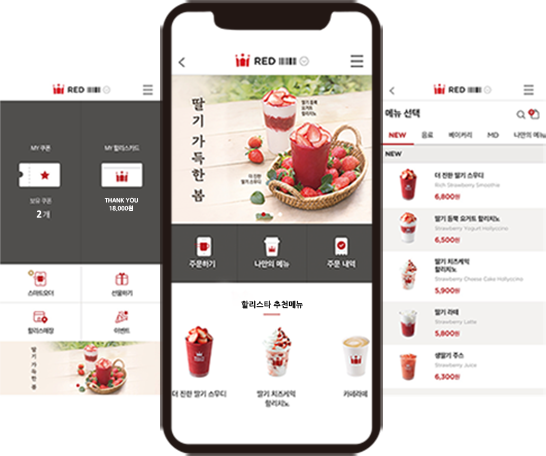 RED
MY 쿠폰
MY 할리스카드
보유 쿠폰
2개
THANK YOU
18,000원
스마트오더
선물하기
할리스매장
이벤트
딸기 가득한 봄
RED
딸기 가득한 봄
딸기 듬뿍
요거트
할리치노
더 진한
딸기 스무디
주문하기
나만의 메뉴
주문 내역
할리스타 추천메뉴
더 진한 딸기 스무디
딸기 치즈케익
할리치노
카페라떼
RED
메뉴 선택
NEW
음료
베이커리
MD
나만의 메뉴
NEW
더 진한 딸기 스무디
Rich Strawberry Smoothie
6,800원
딸기 듬뿍 요거트 할리치노
Strawberry Yogurt Hollyccino
6,500원
딸기 치즈케익
할리치노
Strawberry Cheese Cake Hollyccino
5,900원
딸기 라떼
Strawberry Latte
5,800원
생딸기 주스
Strawberry Juice
6,300원